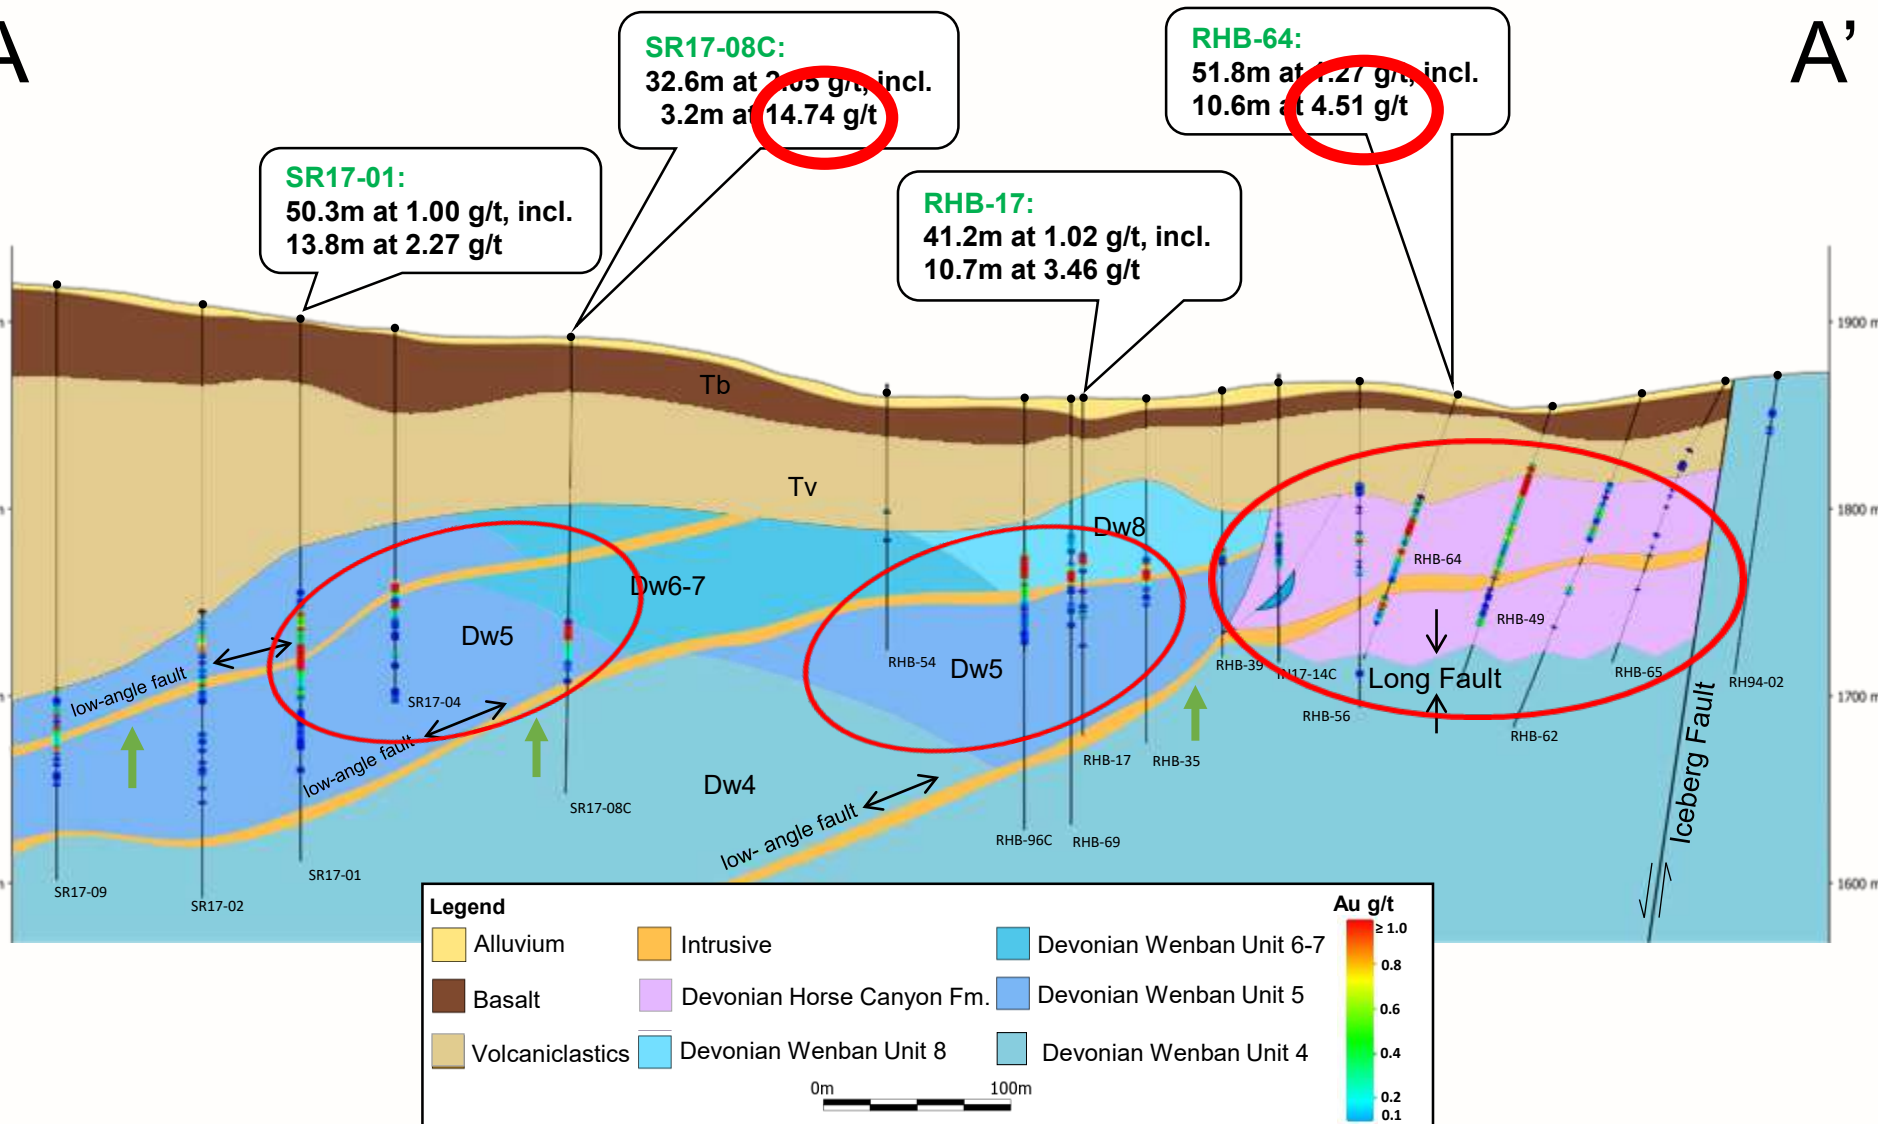 A
A’
SR17-08C:
32.6m at 2.05 g/t, incl.
3.2m at 14.74 g/t
RHB-64:
51.8m at 1.27 g/t, incl.
10.6m at 4.51 g/t
SR17-01:
50.3m at 1.00 g/t, incl.
13.8m at 2.27 g/t
RHB-17:
41.2m at 1.02 g/t, incl.
10.7m at 3.46 g/t
1900 m
1800 m
1700 m
1600 m
Tb
Tv
Dw8
Dw6-7
Dw5
Dw5
Dw4
low-angle fault
low-angle fault
low- angle fault
Long Fault
Iceberg Fault
SR17-09
SR17-02
SR17-01
SR17-04
SR17-08C
RHB-54
RHB-96C
RHB-69
RHB-17
RHB-35
RHB-39
IN17-14C
RHB-56
RHB-64
RHB-49
RHB-62
RHB-65
RH94-02
Legend
Alluvium
Intrusive
Devonian Wenban Unit 6-7
Basalt
Devonian Horse Canyon Fm.
Devonian Wenban Unit 5
Volcaniclastics
Devonian Wenban Unit 8
Devonian Wenban Unit 4
0m
100m
Au g/t
≥ 1.0
0.8
0.6
0.4
0.2
0.1